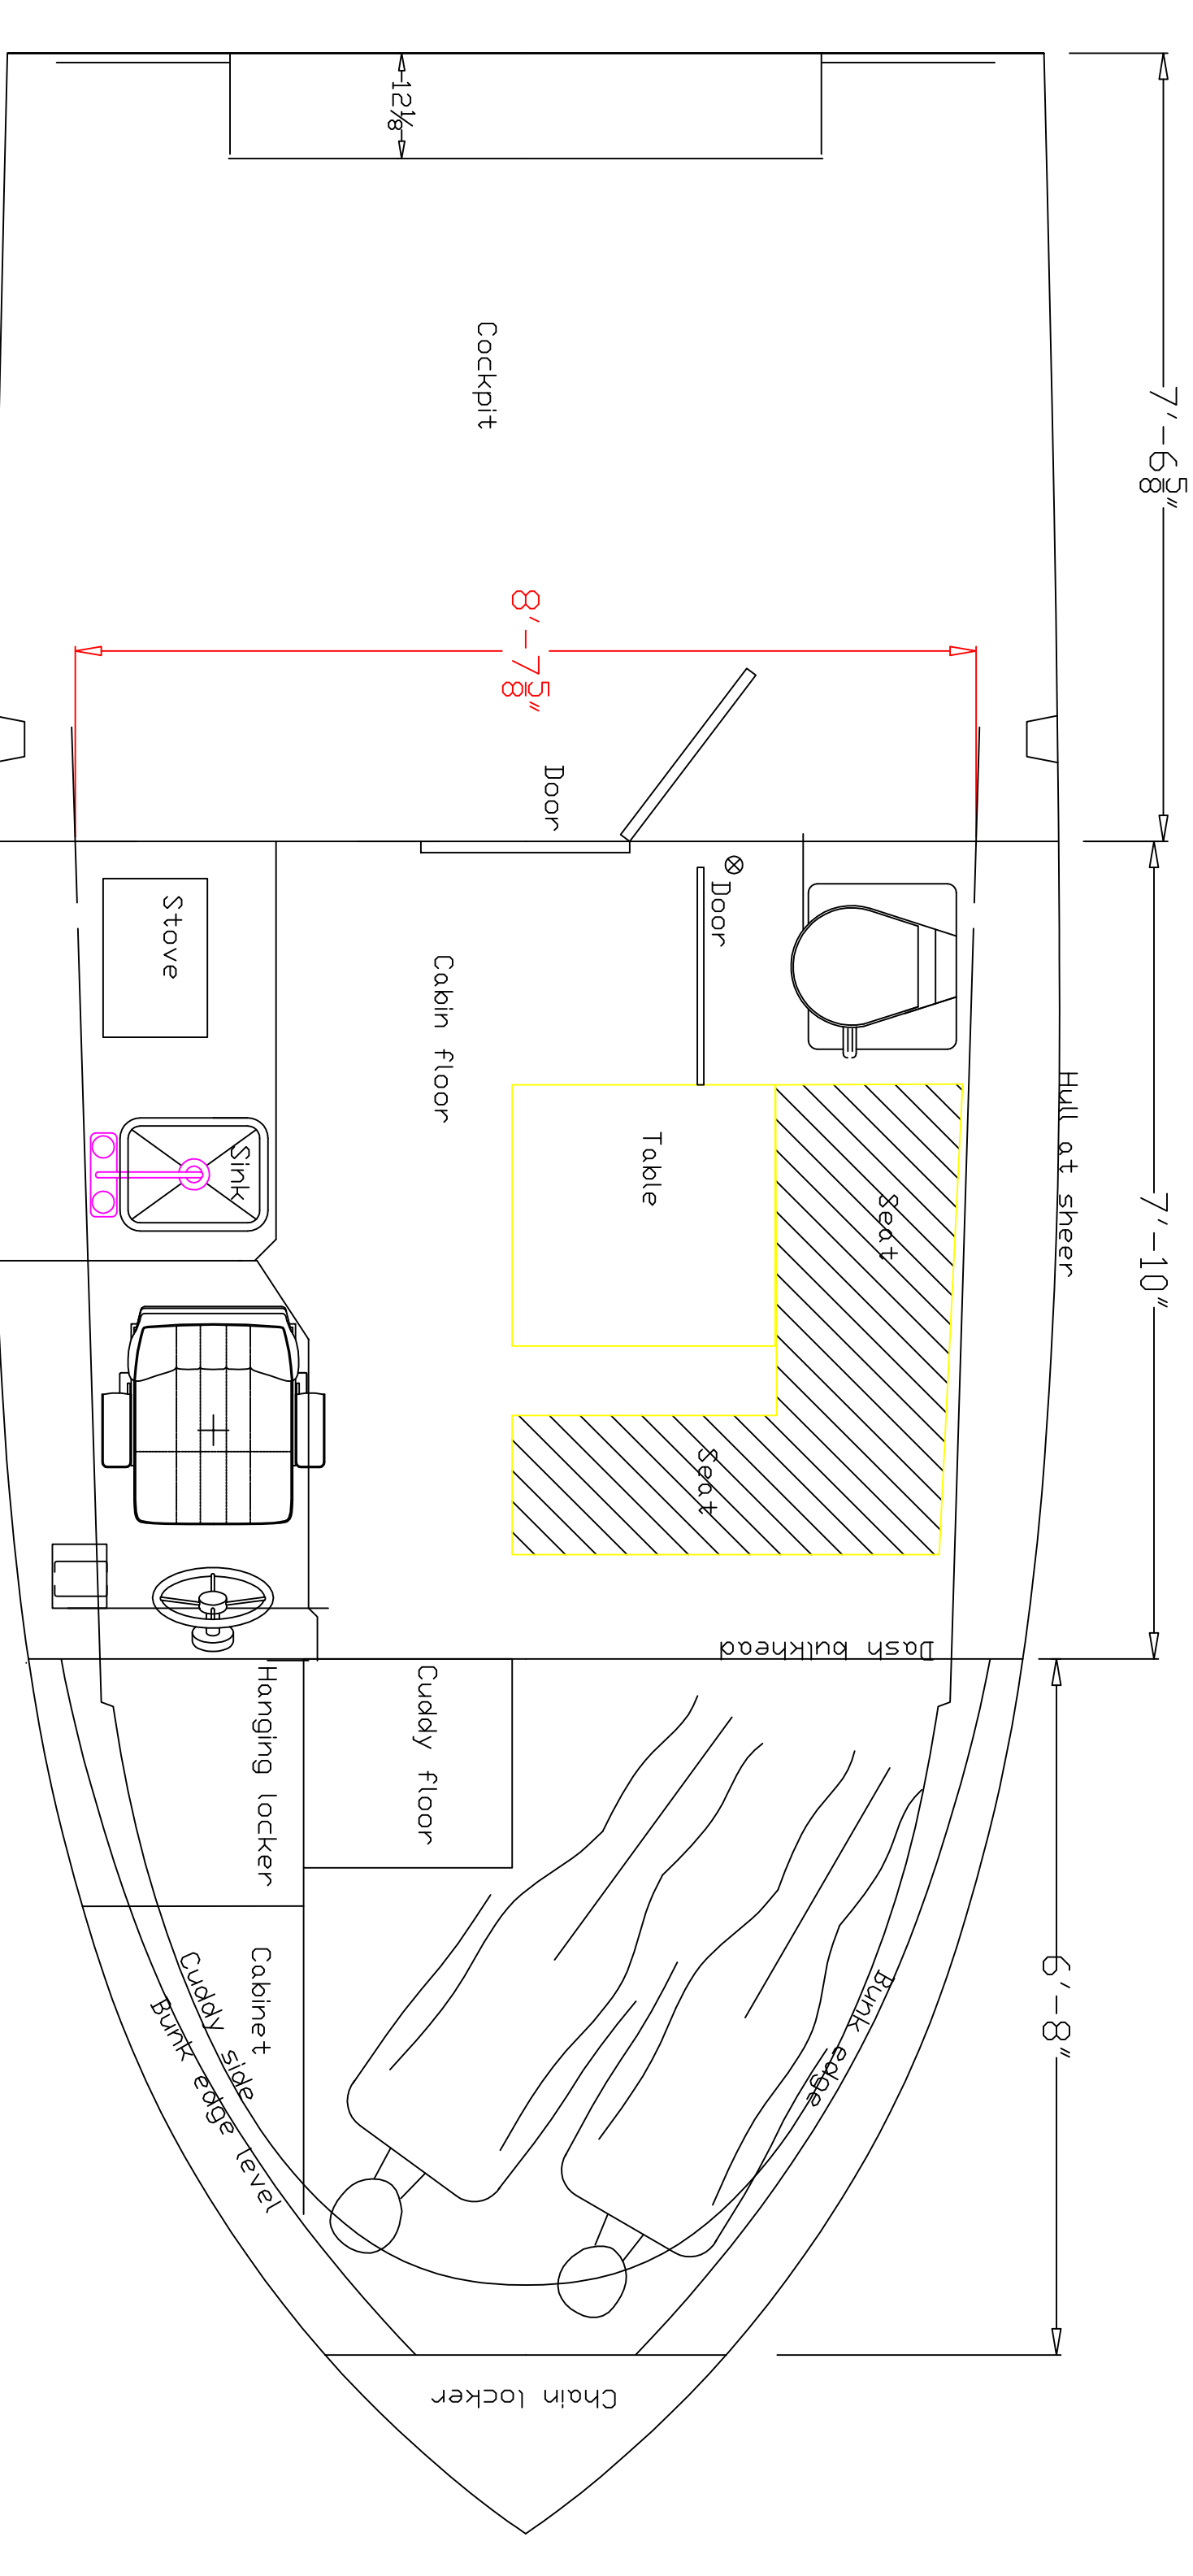 12⅛
Cockpit
7'-6⅝"
8'-7⅝"
Door
Door
Stove
Cabin floor
Sink
Table
Seat
Hull at sheer
7'-10"
Seat
Dash bulkhead
Hanging locker
Cuddy floor
Cabinet
Cuddy side
Bunk edge level
Bunk edge
6'-8"
Chain locker